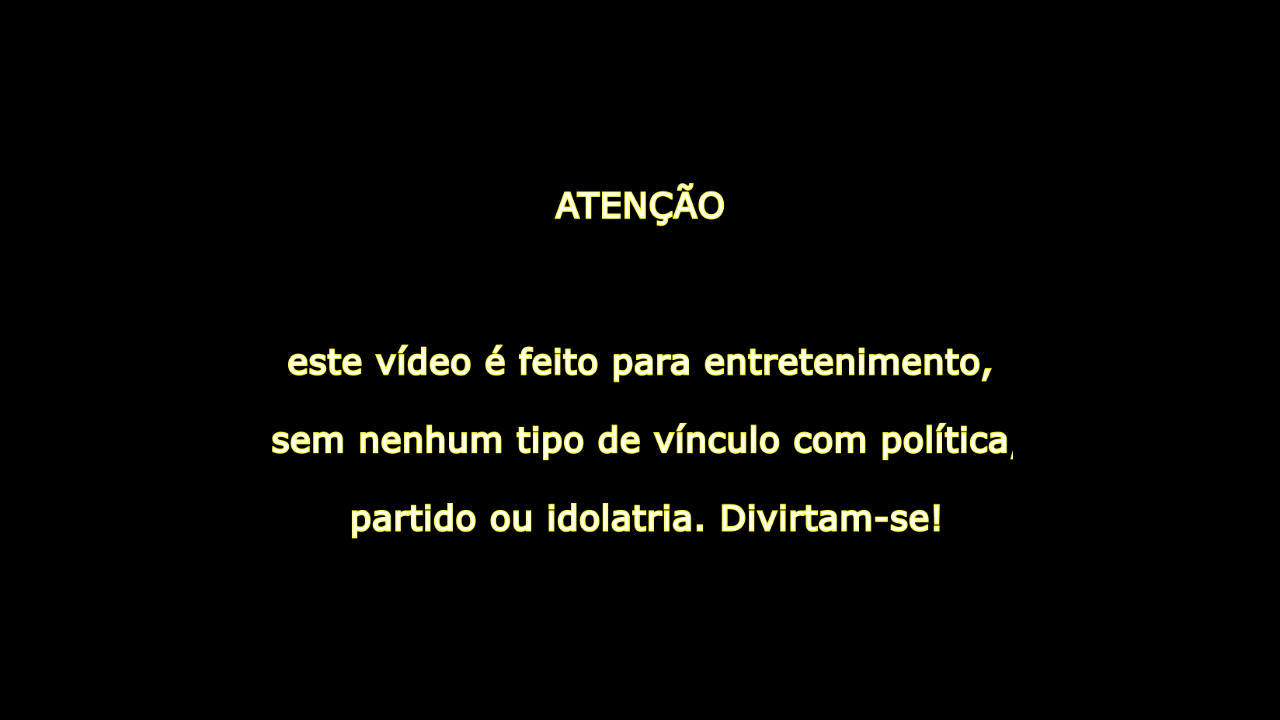 ATENÇÃO
este vídeo é feito para entretenimento,
sem nenhum tipo de vínculo com política,
partido ou idolatria. Divirtam-se!